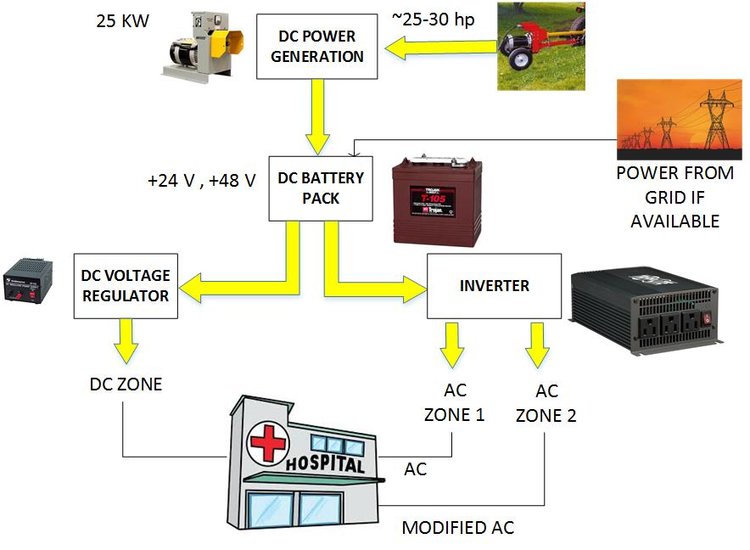 25 KW
DC POWER
GENERATION
~25-30 hp
+24 V , +48 V
DC BATTERY
PACK
TROJAN
T-105
Trojan
POWER FROM
GRID IF
AVAILABLE
DC VOLTAGE
REGULATOR
INVERTER
DC ZONE
AC
ZONE 1
AC
ZONE 2
HOSPITAL
AC
MODIFIED AC